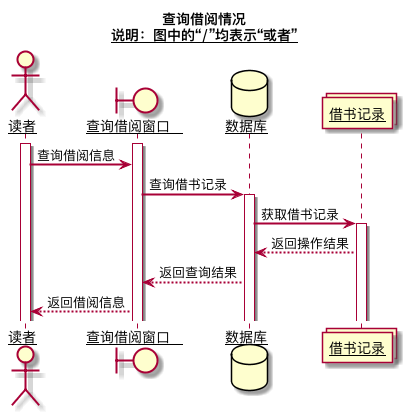 查询借阅情况
说明：图中的“/”均表示“或者”
读者
查询借阅窗口
数据库
借书记录
查询借阅信息
查询借书记录
获取借书记录
返回操作结果
返回查询结果
返回借阅信息
读者
查询借阅窗口
数据库
借书记录